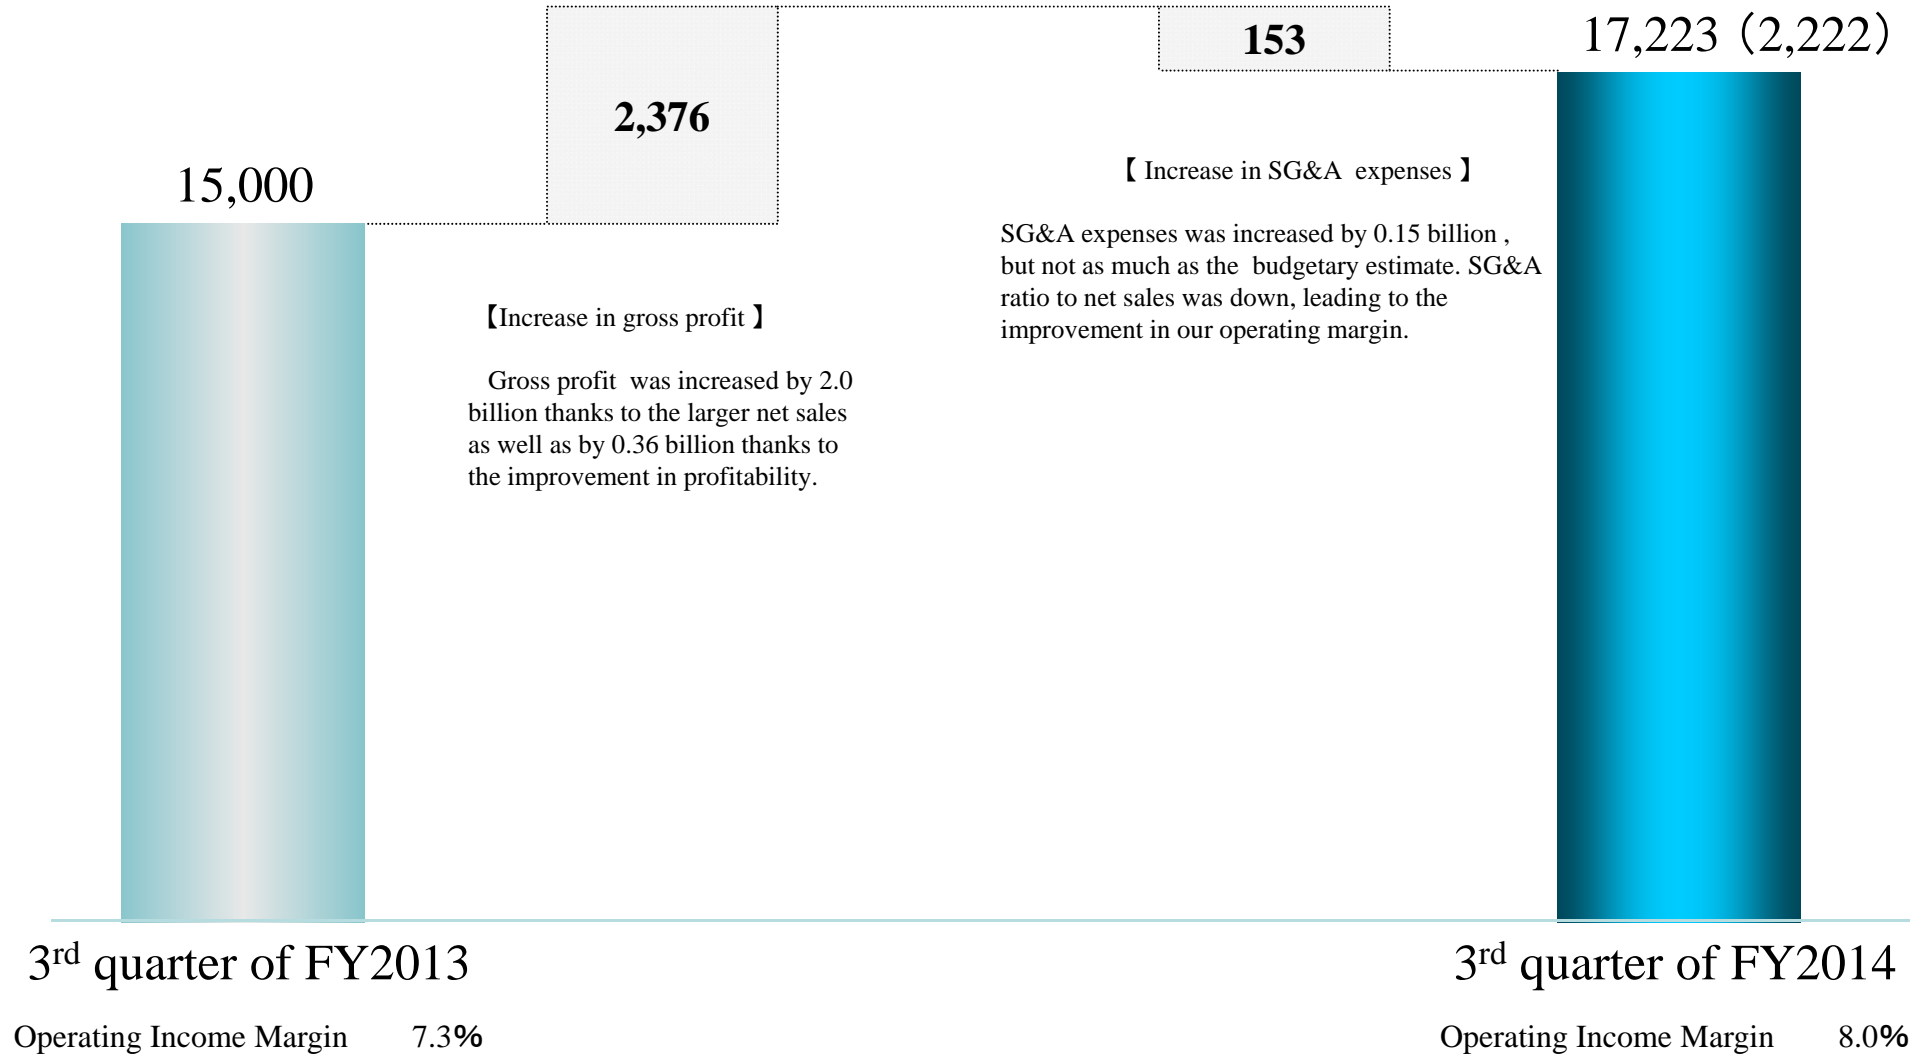 153
17,223（2,222）
2,376
15,000
【 Increase in SG&A expenses 】
SG&A expenses was increased by 0.15 billion ,
but not as much as the budgetary estimate. SG&A
ratio to net sales was down, leading to the
improvement in our operating margin.
【Increase in gross profit 】
Gross profit was increased by 2.0
billion thanks to the larger net sales
as well as by 0.36 billion thanks to
the improvement in profitability.
3rd quarter of FY2013
3rd quarter of FY2014
Operating Income Margin 7.3%
Operating Income Margin 8.0%